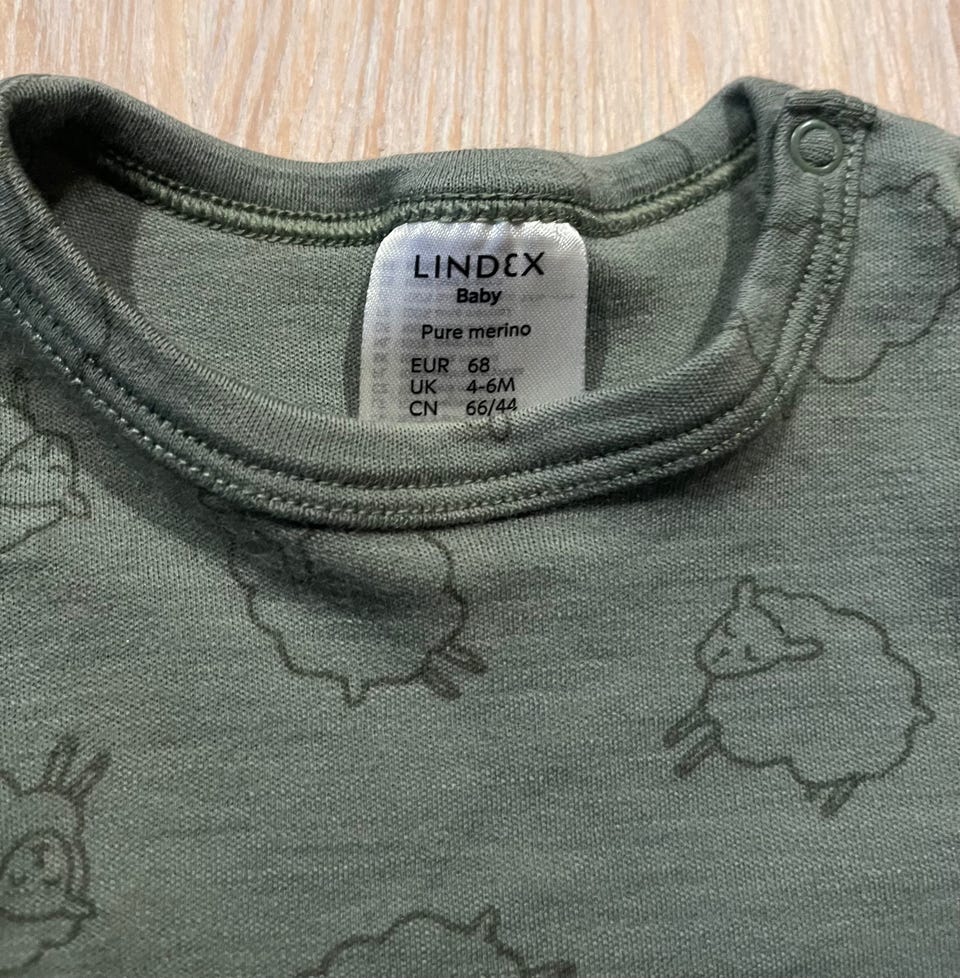 LINDEX
Baby
Pure merino
EUR 68
UK 4-6M
CN 66/44